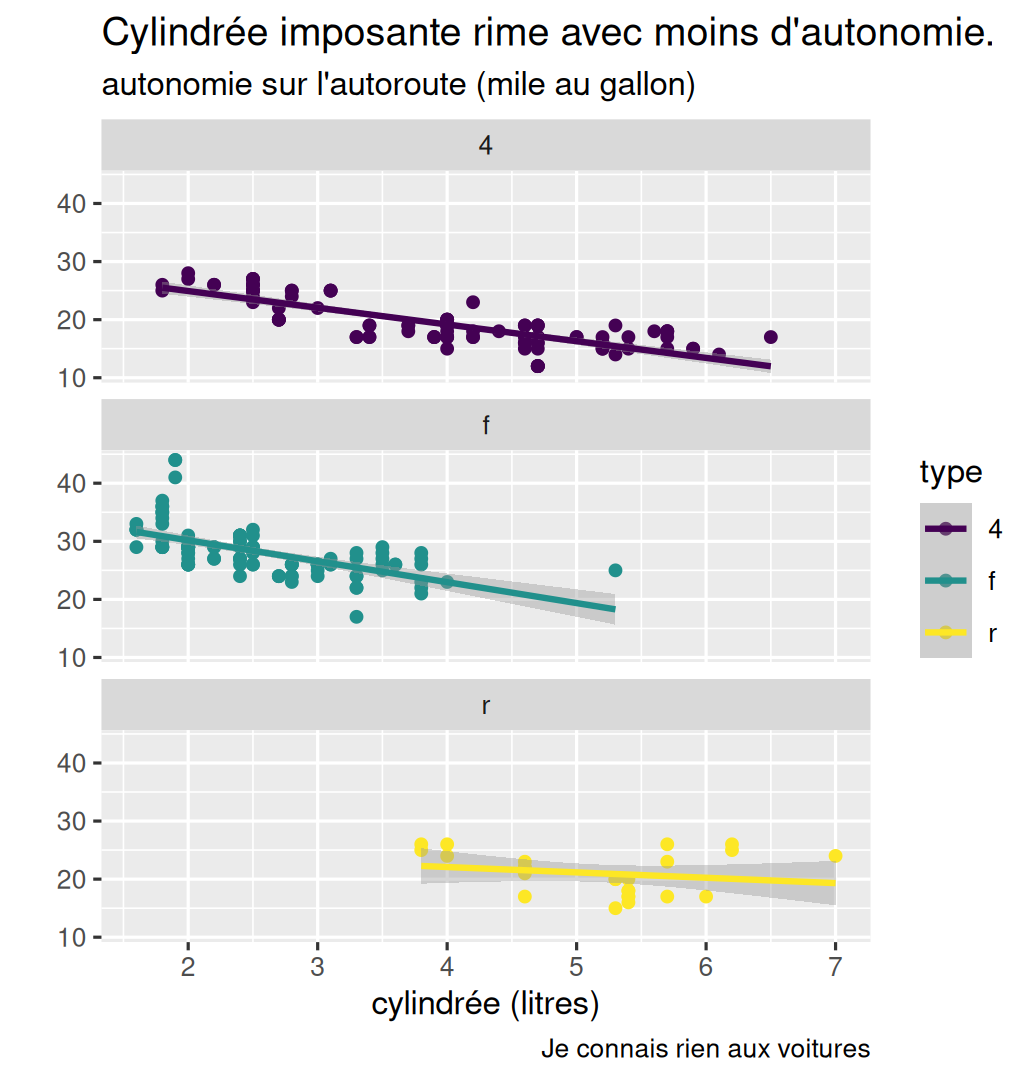 Cylindrée imposante rime avec moins d'autonomie.
autonomie sur l'autoroute (mile au gallon)
4
40
30
20
10
f
40
30
20
10
r
40
30
20
10
2 3 4 5 6 7
cylindrée (litres)
Je connais rien aux voitures
type
4
f
r